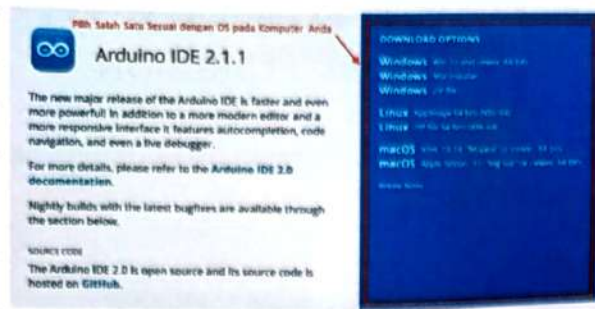 Pilih Salah Satu Sesuai dengan OS pada Komputer Anda
Arduino IDE 2.1.1
The new major release of the Arduino IDE is faster and even
more powerful! In addition to a more modern editor and a
more responsive interface it features autocompletion, code
navigation, and even a live debugger.
For more details, please refer to the Arduino IDE 2.0
documentation.
Nightly builds with the latest bugfixes are available through
the section below.
SOURCE CODE
The Arduino IDE 2.0 is open source and its source code is
hosted on GitHub.
DOWNLOAD OPTIONS
Windows
Windows MSI installer
Windows ZIP file
Linux
Linux
macOS
macOS